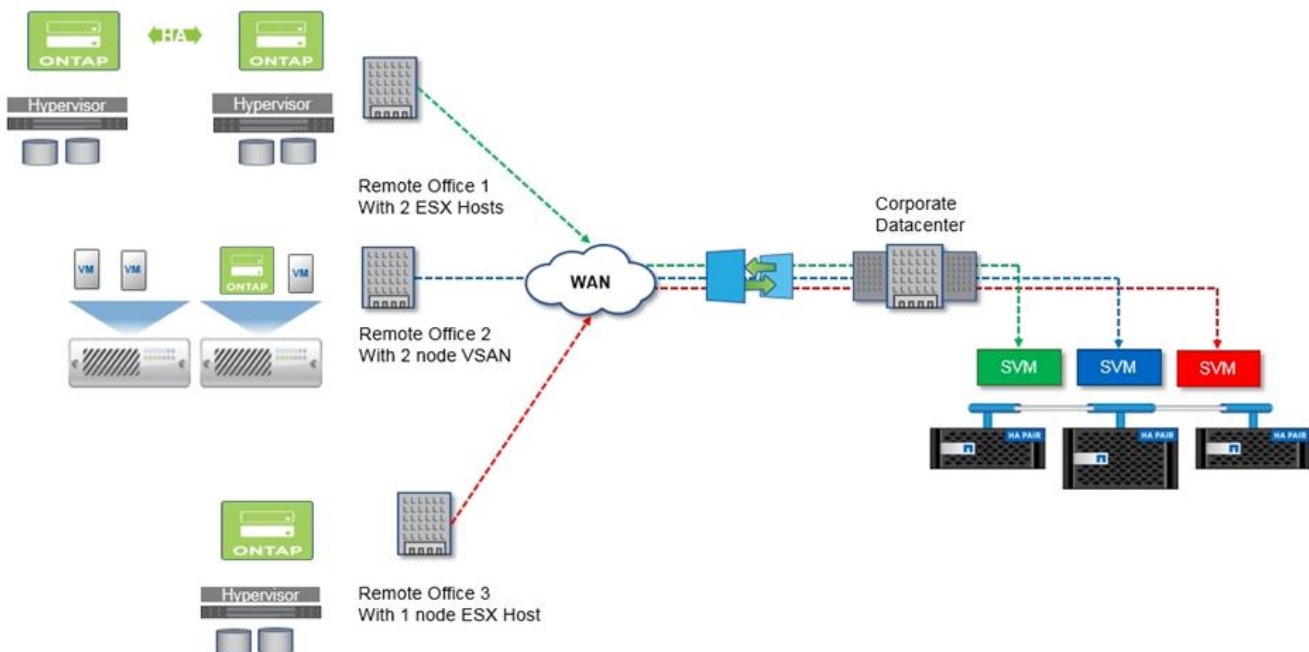 ONTAP
HA
ONTAP
Hypervisor
Hypervisor
Remote Office 1
With 2 ESX Hosts
VM
VM
ONTAP
VM
Remote Office 2
With 2 node VSAN
WAN
Corporate
Datacenter
SVM
SVM
SVM
HA PAIR
HA PAIR
HA PAIR
ONTAP
Hypervisor
Remote Office 3
With 1 node ESX Host